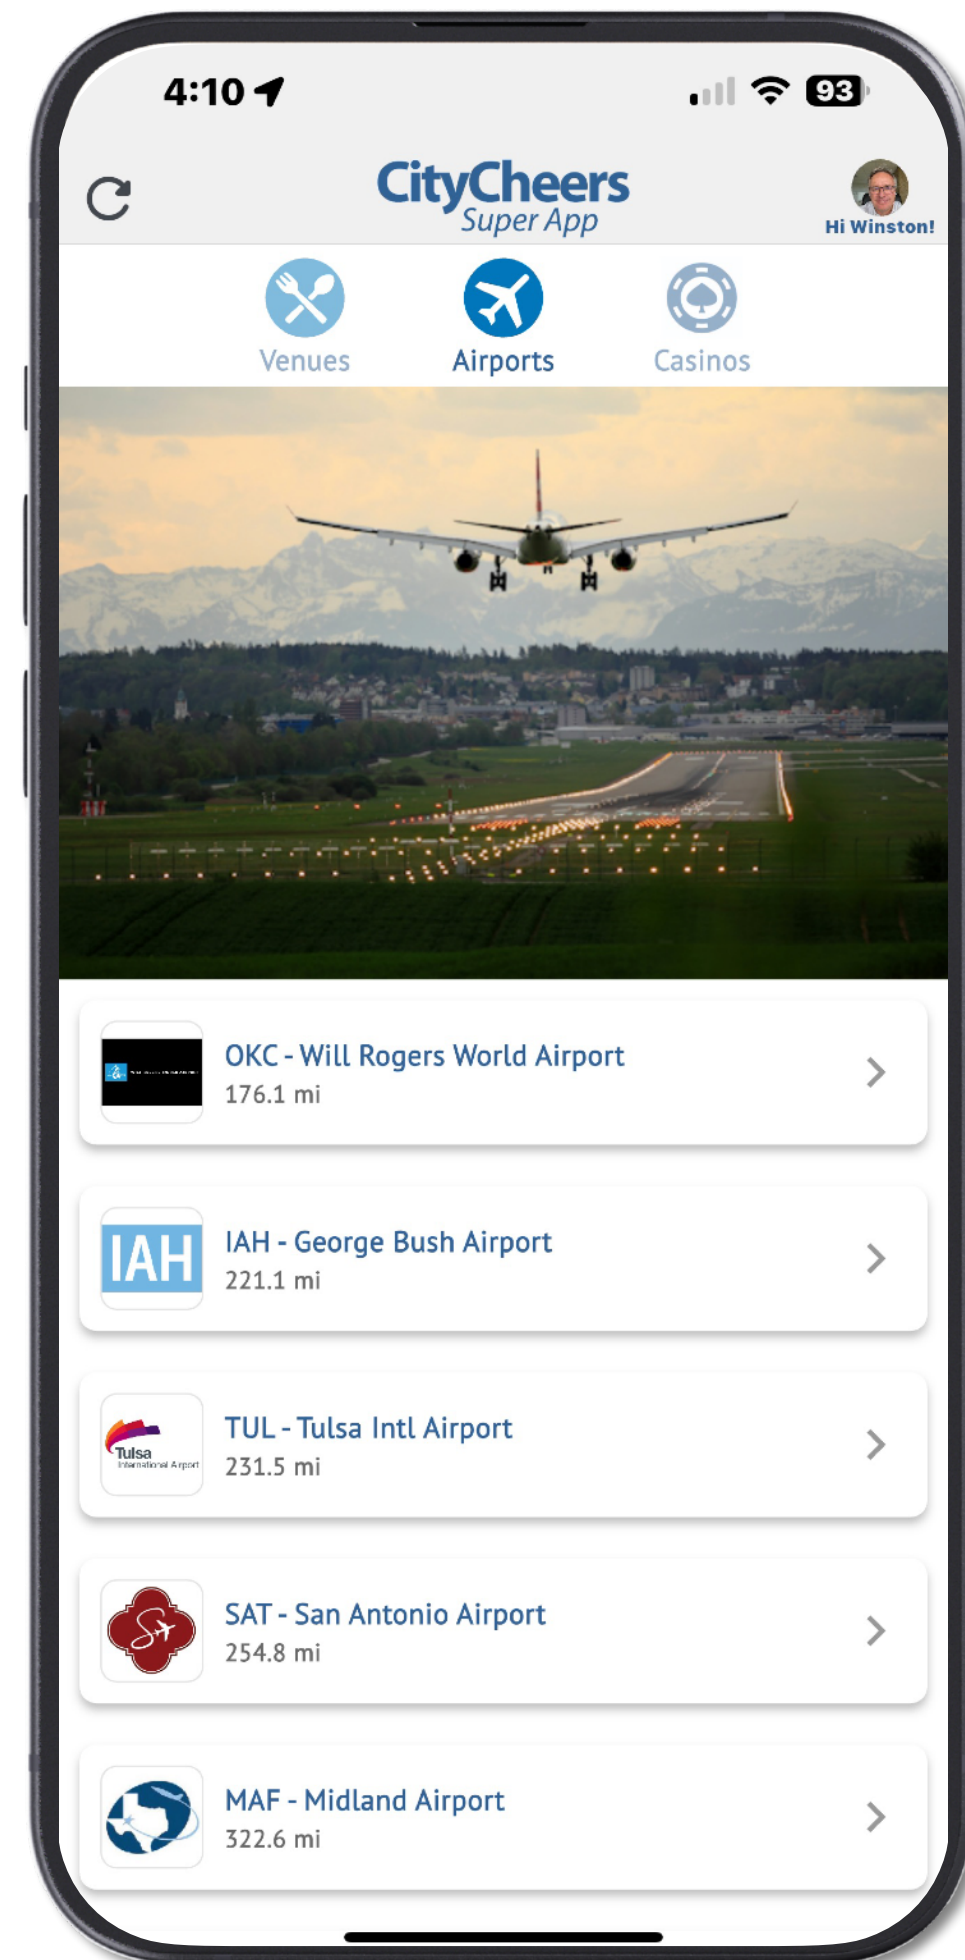 4:10
93
CityCheers
Super App
Hi Winston!
Venues
Airports
Casinos
OKC - Will Rogers World Airport
176.1 mi
IAH
IAH - George Bush Airport
221.1 mi
Tulsa
International Airport
TUL - Tulsa Intl Airport
231.5 mi
SAT - San Antonio Airport
254.8 mi
MAF - Midland Airport
322.6 mi